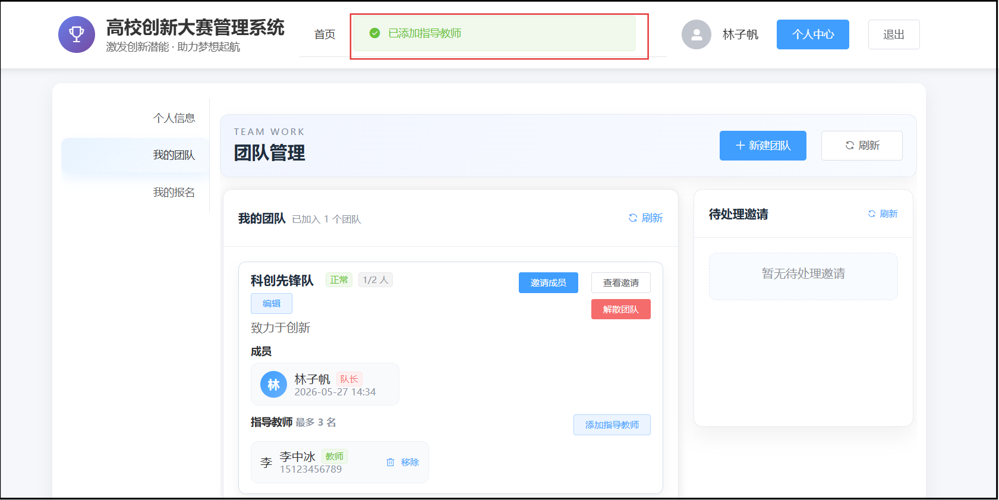 高校创新大赛管理系统
激发创新潜能 · 助力梦想起航
首页
已添加指导教师
林子帆
个人中心
退出
个人信息
我的团队
我的报名
TEAM WORK
团队管理
新建团队
刷新
我的团队 已加入 1 个团队
刷新
科创先锋队 正常 1/2 人
邀请成员
查看邀请
编辑
解散团队
致力于创新
成员
林
林子帆 队长
2026-05-27 14:34
指导教师 最多 3 名
添加指导教师
李
李中冰 教师
15123456789
移除
待处理邀请
刷新
暂无待处理邀请